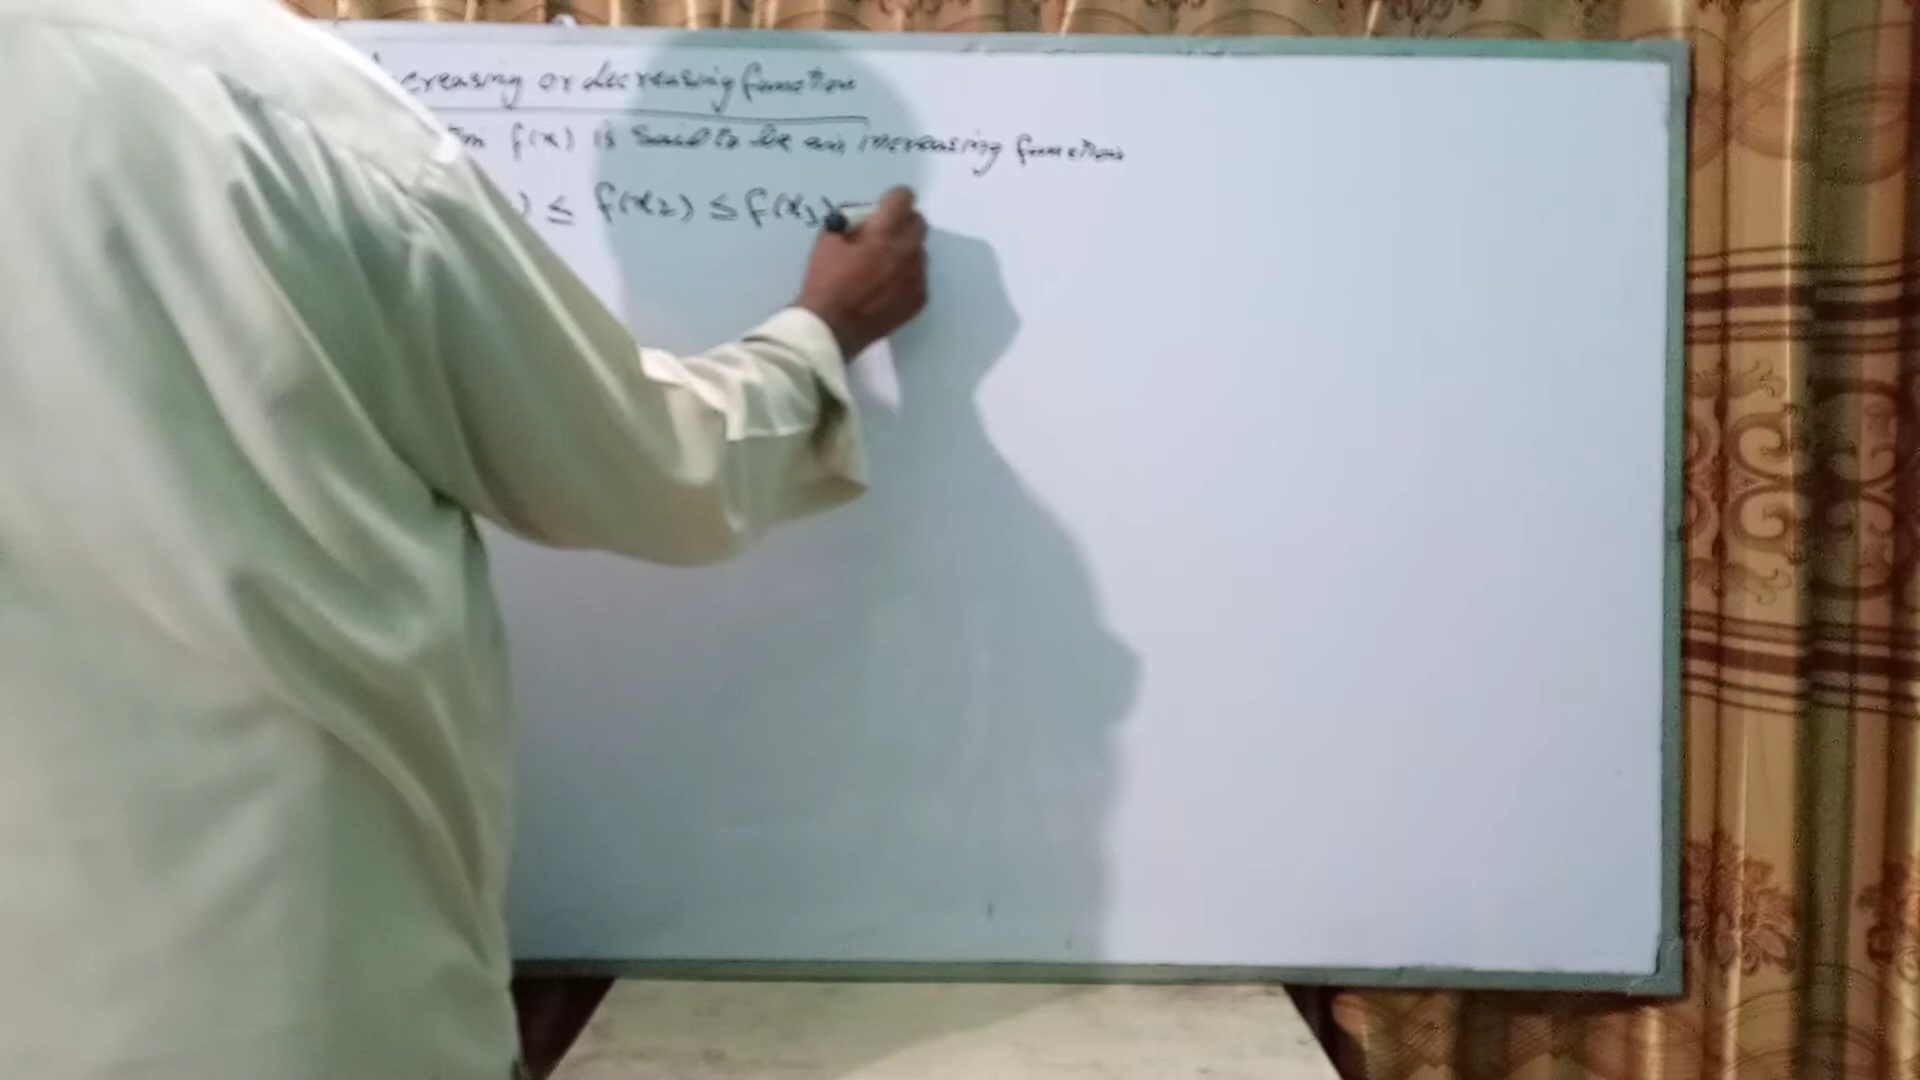 creasing or decreasing function
f(x) is said to be an increasing function
) ≤ f(x2) ≤ f(x3)